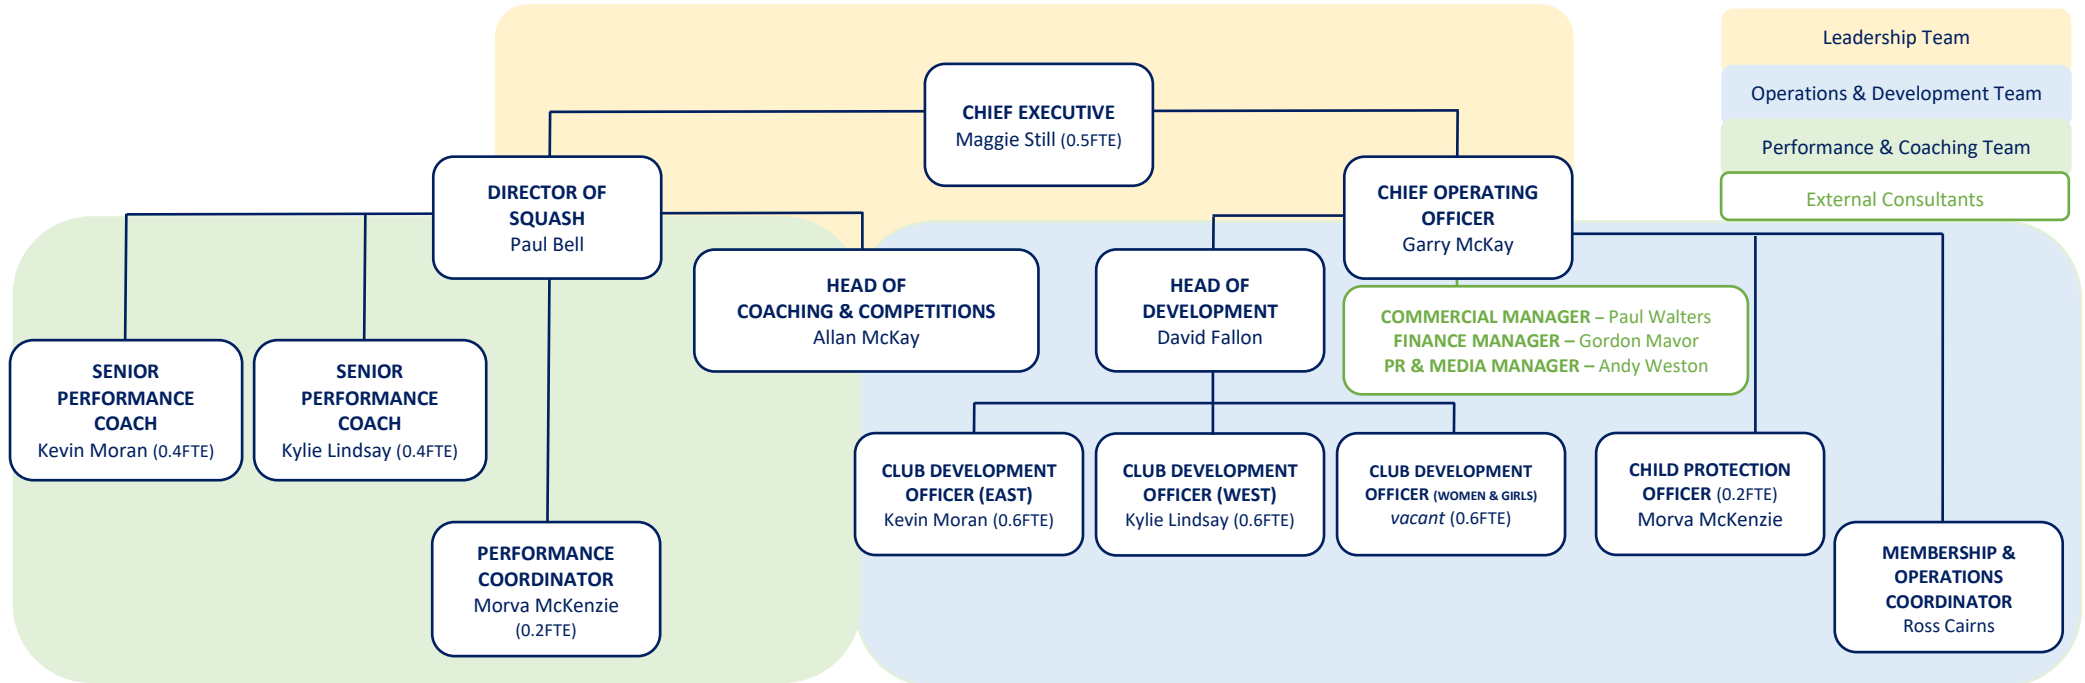 Leadership Team
Operations & Development Team
Performance & Coaching Team
External Consultants
CHIEF EXECUTIVE
Maggie Still (0.5FTE)
DIRECTOR OF
SQUASH
Paul Bell
CHIEF OPERATING
OFFICER
Garry McKay
HEAD OF
COACHING & COMPETITIONS
Allan McKay
HEAD OF
DEVELOPMENT
David Fallon
COMMERCIAL MANAGER – Paul Walters
FINANCE MANAGER – Gordon Mavor
PR & MEDIA MANAGER – Andy Weston
SENIOR
PERFORMANCE
COACH
Kevin Moran (0.4FTE)
SENIOR
PERFORMANCE
COACH
Kylie Lindsay (0.4FTE)
CLUB DEVELOPMENT
OFFICER (EAST)
Kevin Moran (0.6FTE)
CLUB DEVELOPMENT
OFFICER (WEST)
Kylie Lindsay (0.6FTE)
CLUB DEVELOPMENT
OFFICER (WOMEN & GIRLS)
vacant (0.6FTE)
CHILD PROTECTION
OFFICER (0.2FTE)
Morva McKenzie
PERFORMANCE
COORDINATOR
Morva McKenzie
(0.2FTE)
MEMBERSHIP &
OPERATIONS
COORDINATOR
Ross Cairns